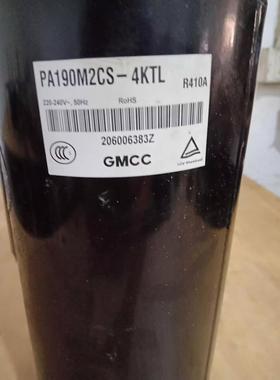 PA190M2CS-4KTL
R410A
220-240V~, 50Hz RoHS
206006383Z
GMCC